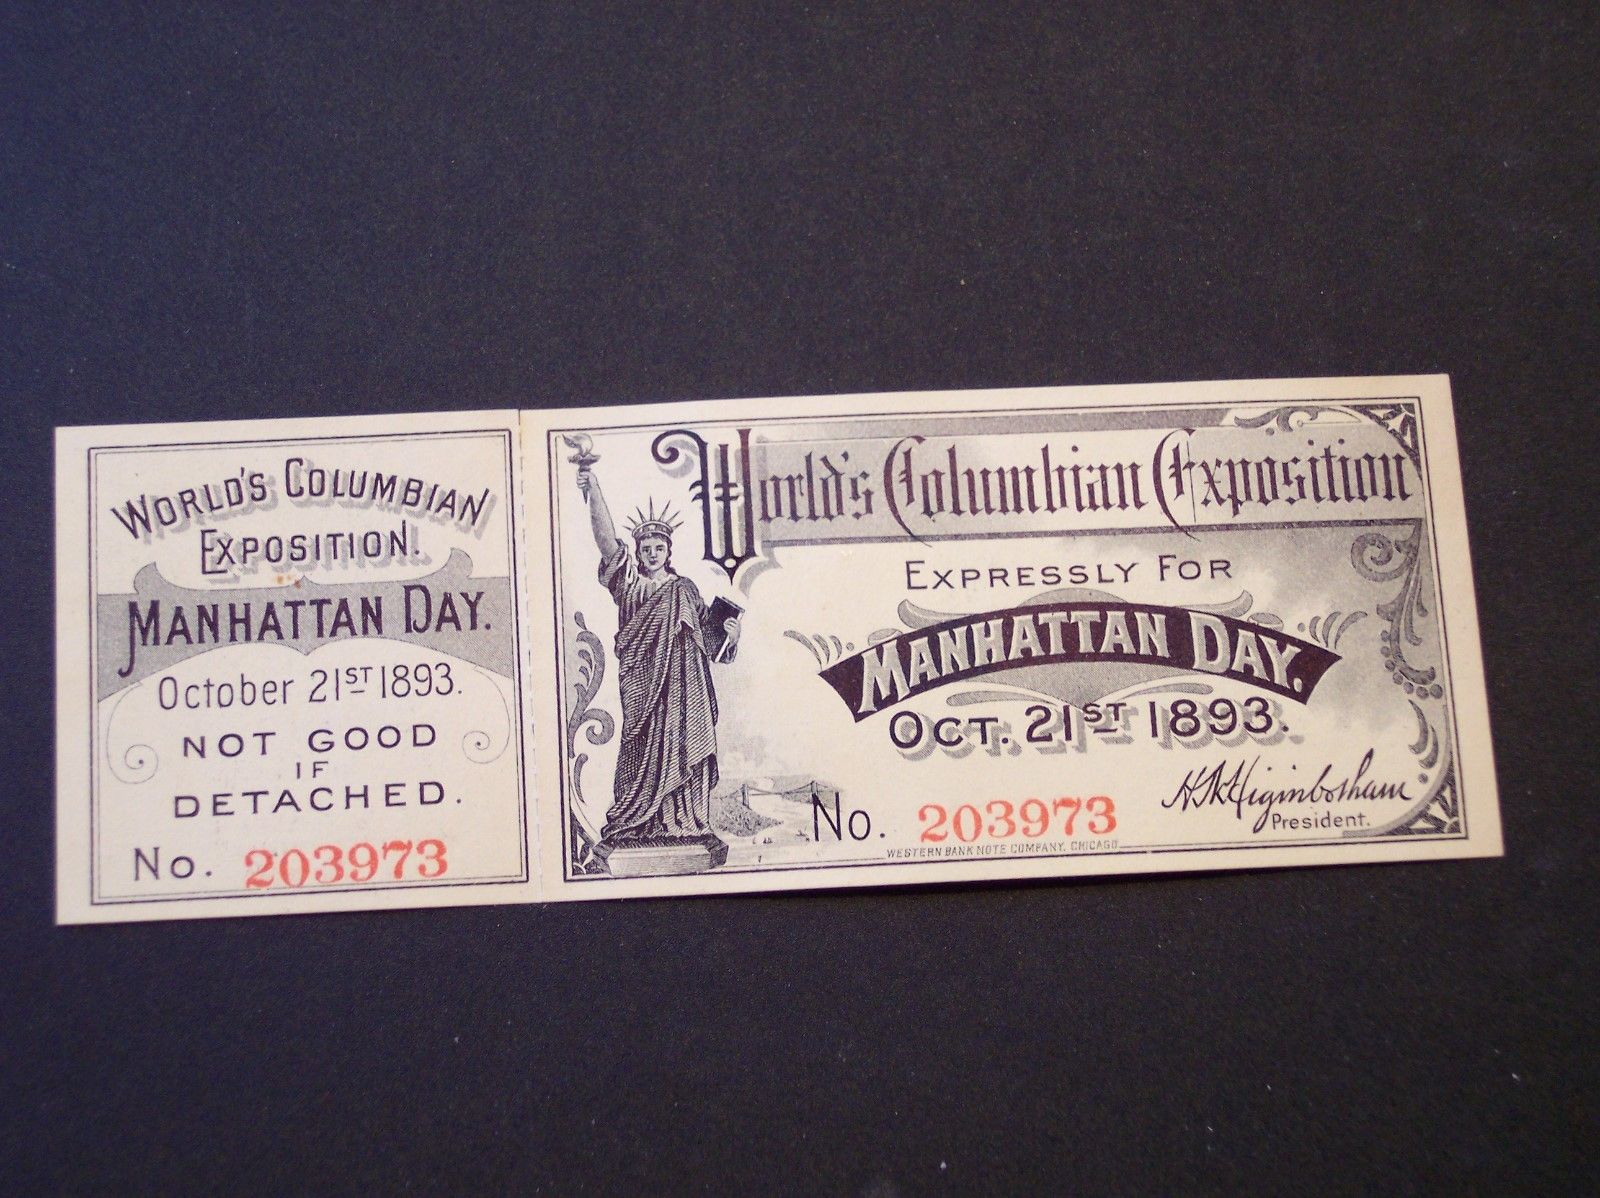 WORLD'S COLUMBIAN
EXPOSITION.
MANHATTAN DAY.
October 21ST 1893.
NOT GOOD
IF
DETACHED.
No. 203973
World's Columbian Exposition
EXPRESSLY FOR
MANHATTAN DAY.
OCT. 21ST 1893.
H N Higinbotham
President.
No. 203973
WESTERN BANK NOTE COMPANY, CHICAGO